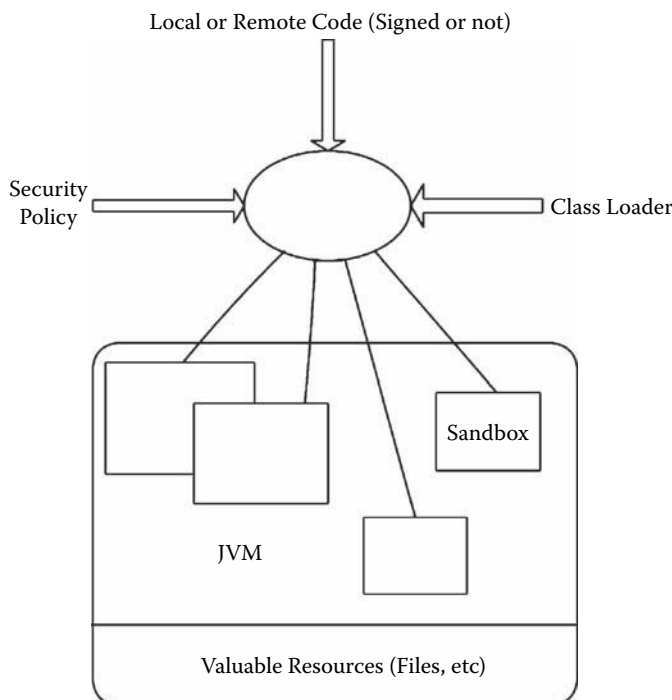 Local or Remote Code (Signed or not)
Security
Policy
Class Loader
Sandbox
JVM
Valuable Resources (Files, etc)